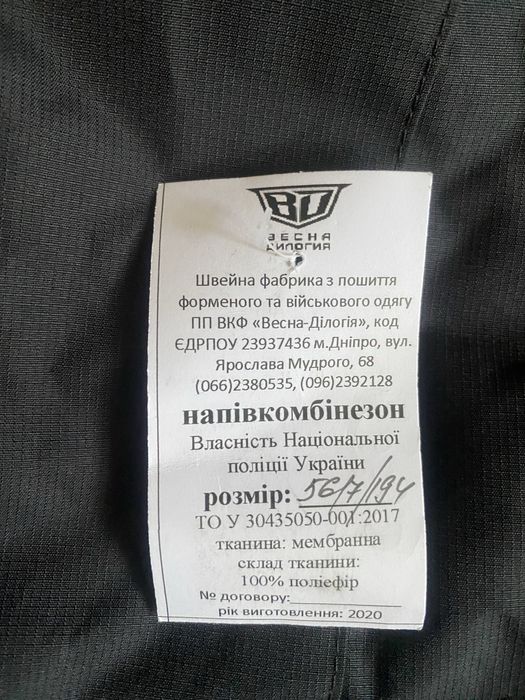 ВД
ВЕСНА
ДИЛОГИЯ
Швейна фабрика з пошиття
форменого та військового одягу
ПП ВКФ «Весна-Ділогія», код
ЄДРПОУ 23937436 м.Дніпро, вул.
Ярослава Мудрого, 68
(066)2380535, (096)2392128
напівкомбінезон
Власність Національної
поліції України
розмір: 56/7/194
ТО У 30435050-001:2017
тканина: мембранна
склад тканини:
100% поліефір
№ договору:
рік виготовлення: 2020